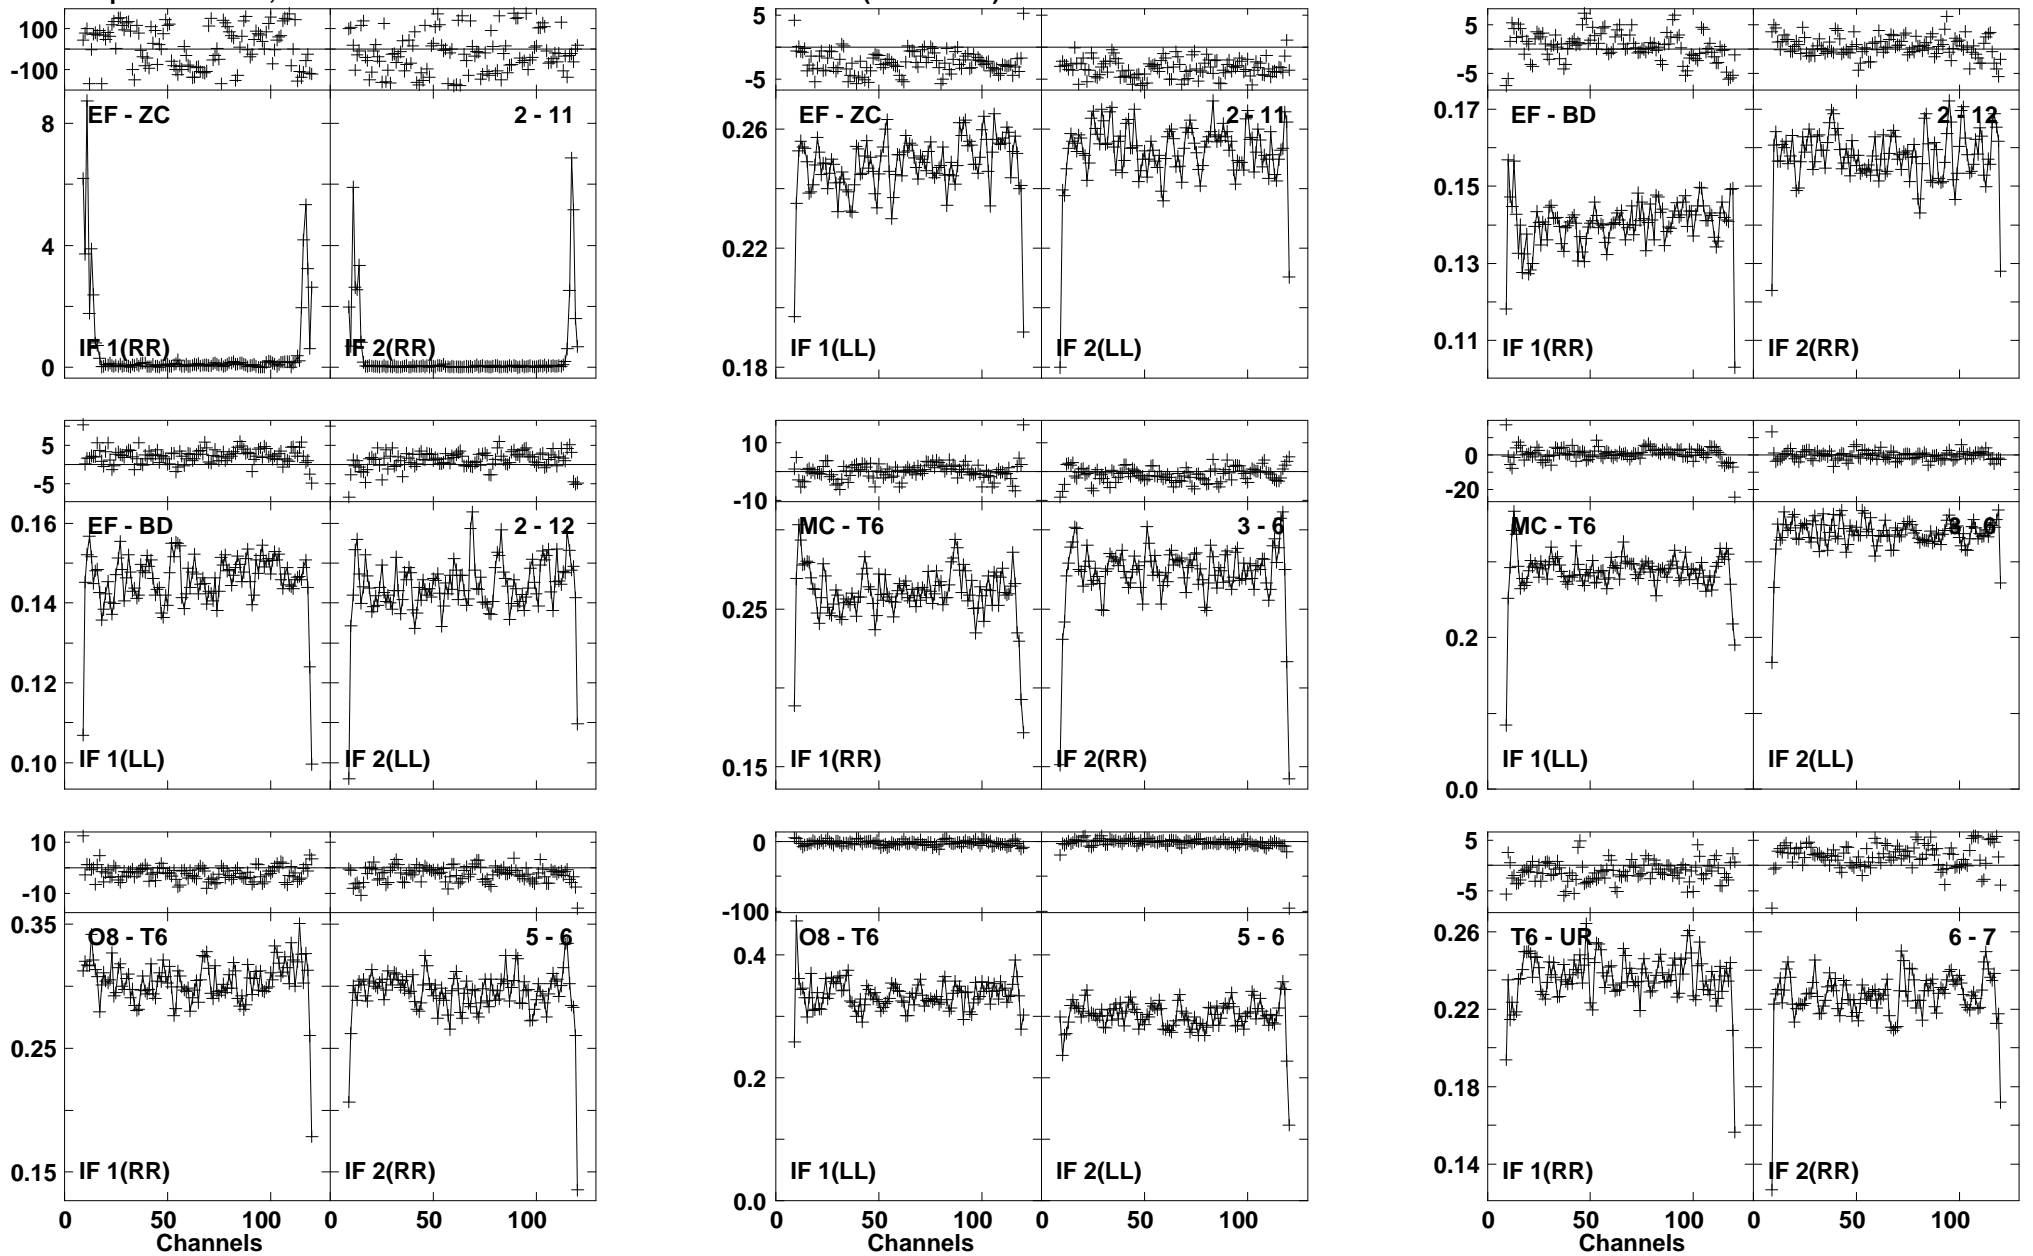 100
-100
EF - ZC 2 - 11
8
4
IF 1(RR) IF 2(RR)
0
5
-5
EF - ZC 2 - 11
0.26
0.22
IF 1(LL) IF 2(LL)
0.18
5
-5
EF - BD 2 - 12
0.17
0.15
0.13
0.11
IF 1(RR) IF 2(RR)
5
-5
EF - BD 2 - 12
0.16
0.14
0.12
0.10
IF 1(LL) IF 2(LL)
10
-10
MC - T6 3 - 6
0.25
0.15
IF 1(RR) IF 2(RR)
0
-20
MC - T6 3 - 6
0.2
IF 1(LL) IF 2(LL)
0.0
10
-10
0.35
O8 - T6 5 - 6
0.25
0.15
IF 1(RR) IF 2(RR)
0 50 100 0 50 100
Channels
0
-100
O8 - T6 5 - 6
0.4
0.2
IF 1(LL) IF 2(LL)
0.0
0 50 100 0 50 100
Channels
5
-5
0.26
T6 - UR 6 - 7
0.22
0.18
0.14
IF 1(RR) IF 2(RR)
0 50 100 0 50 100
Channels